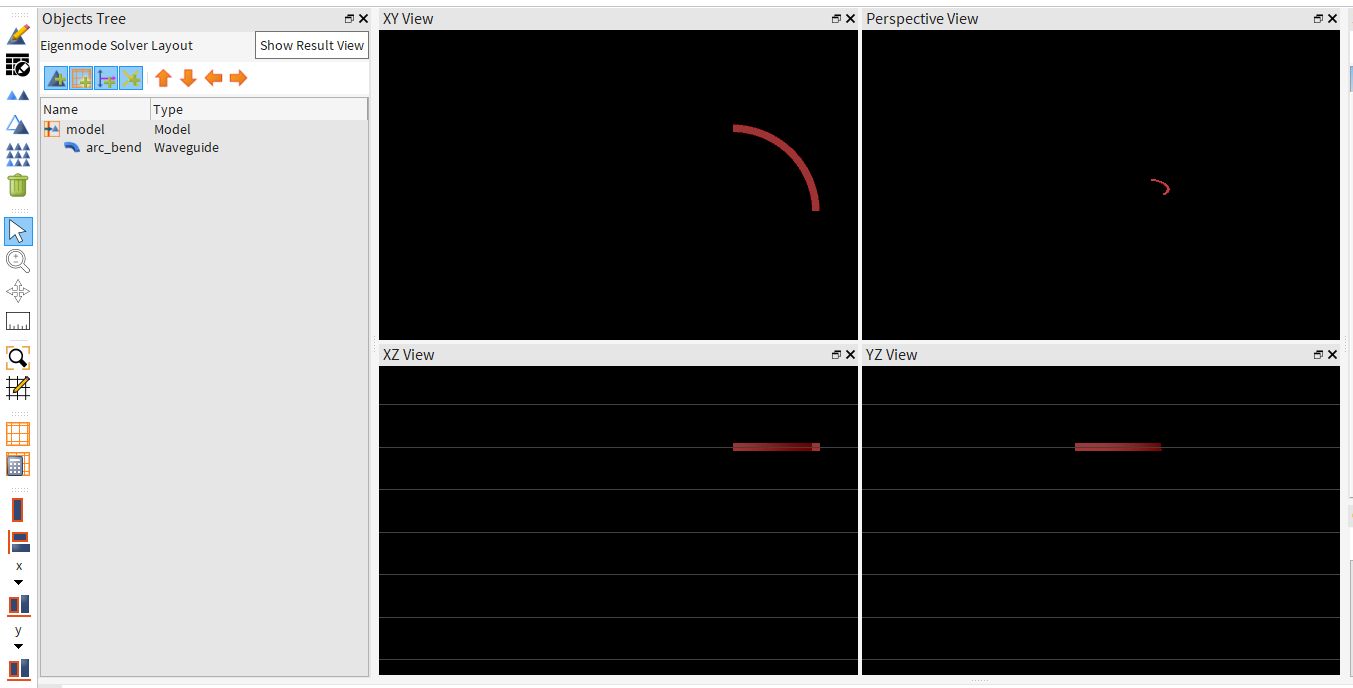 Objects Tree
Eigenmode Solver Layout
Show Result View
Name Type
model Model
arc_bend Waveguide
XY View
Perspective View
XZ View
YZ View
x
y